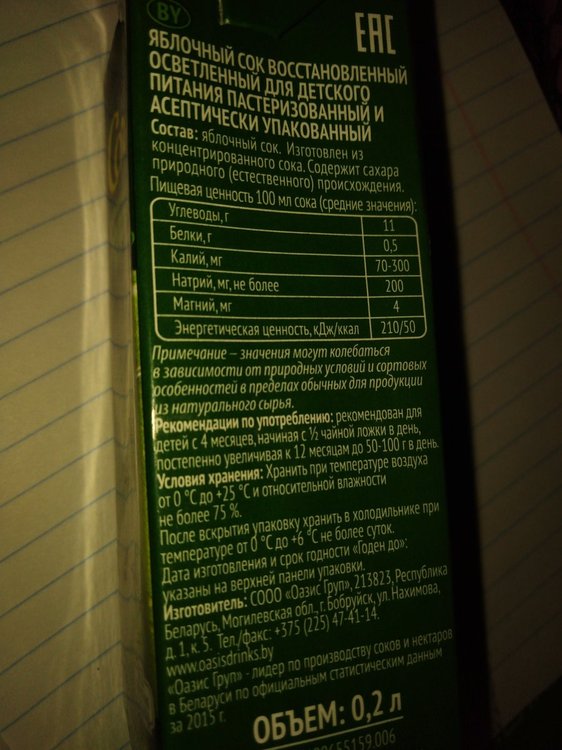 BY
EAC
ЯБЛОЧНЫЙ СОК ВОССТАНОВЛЕННЫЙ
ОСВЕТЛЕННЫЙ ДЛЯ ДЕТСКОГО
ПИТАНИЯ ПАСТЕРИЗОВАННЫЙ И
АСЕПТИЧЕСКИ УПАКОВАННЫЙ
Состав: яблочный сок. Изготовлен из
концентрированного сока. Содержит сахара
природного (естественного) происхождения.
Пищевая ценность 100 мл сока (средние значения):
Углеводы, г 11
Белки, г 0,5
Калий, мг 70-300
Натрий, мг, не более 200
Магний, мг 4
Энергетическая ценность, кДж/ккал 210/50
Примечание – значения могут колебаться
в зависимости от природных условий и сортовых
особенностей в пределах обычных для продукции
из натурального сырья.
Рекомендации по употреблению: рекомендован для
детей с 4 месяцев, начиная с ½ чайной ложки в день,
постепенно увеличивая к 12 месяцам до 50-100 г в день.
Условия хранения: Хранить при температуре воздуха
от 0 °С до +25 °С и относительной влажности
не более 75 %.
После вскрытия упаковку хранить в холодильнике при
температуре от 0 °С до +6 °С не более суток.
Дата изготовления и срок годности «Годен до»:
указаны на верхней панели упаковки.
Изготовитель: СООО «Оазис Груп», 213823, Республика
Беларусь, Могилевская обл., г. Бобруйск, ул. Нахимова,
д. 1, к. 5. Тел./факс: +375 (225) 47-41-14.
www.oasisdrinks.by
«Оазис Груп» - лидер по производству соков и нектаров
в Беларуси по официальным статистическим данным
за 2015 г.
ОБЪЕМ: 0,2 л